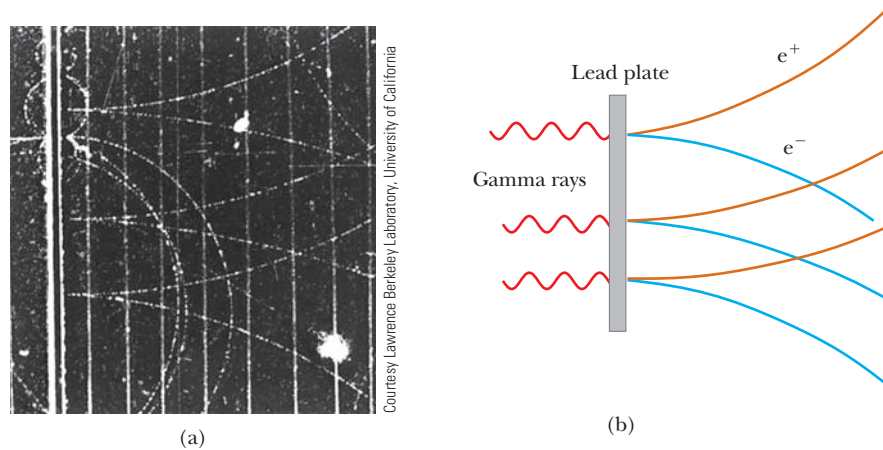 Courtesy Lawrence Berkeley Laboratory, University of California
(a)
Lead plate
e+
e−
Gamma rays
(b)